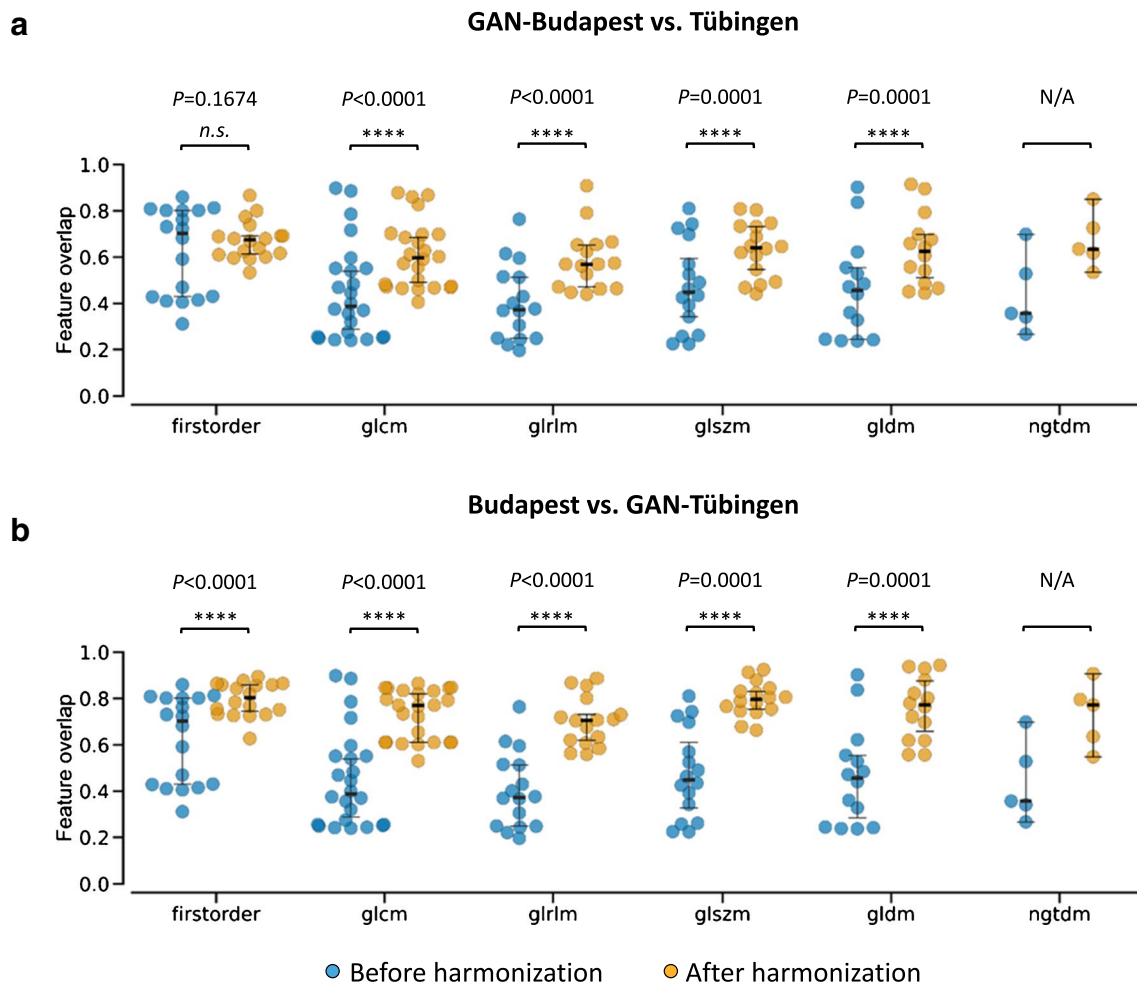 a
GAN-Budapest vs. Tübingen
P=0.1674 P<0.0001 P<0.0001 P=0.0001 P=0.0001 N/A
n.s. **** **** **** ****
1.0
0.8
0.6
0.4
0.2
0.0
Feature overlap
firstorder glcm glrlm glszm gldm ngtdm
b
Budapest vs. GAN-Tübingen
P<0.0001 P<0.0001 P<0.0001 P=0.0001 P=0.0001 N/A
**** **** **** **** ****
1.0
0.8
0.6
0.4
0.2
0.0
Feature overlap
firstorder glcm glrlm glszm gldm ngtdm
Before harmonization After harmonization